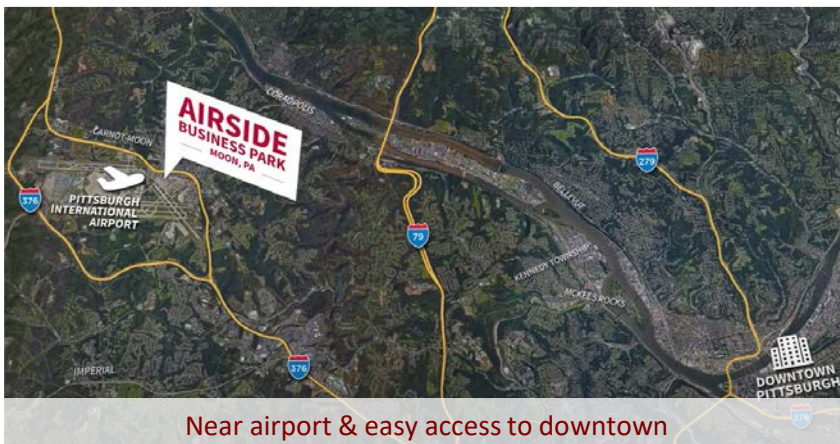 AIRSIDE
BUSINESS PARK
MOON, PA
CORAOPOLIS
CARNOT-MOON
376
PITTSBURGH
INTERNATIONAL
AIRPORT
279
BELLEVUE
79
KENNEDY TOWNSHIP
MCKEES ROCKS
IMPERIAL
376
DOWNTOWN
PITTSBURGH
376
Near airport & easy access to downtown